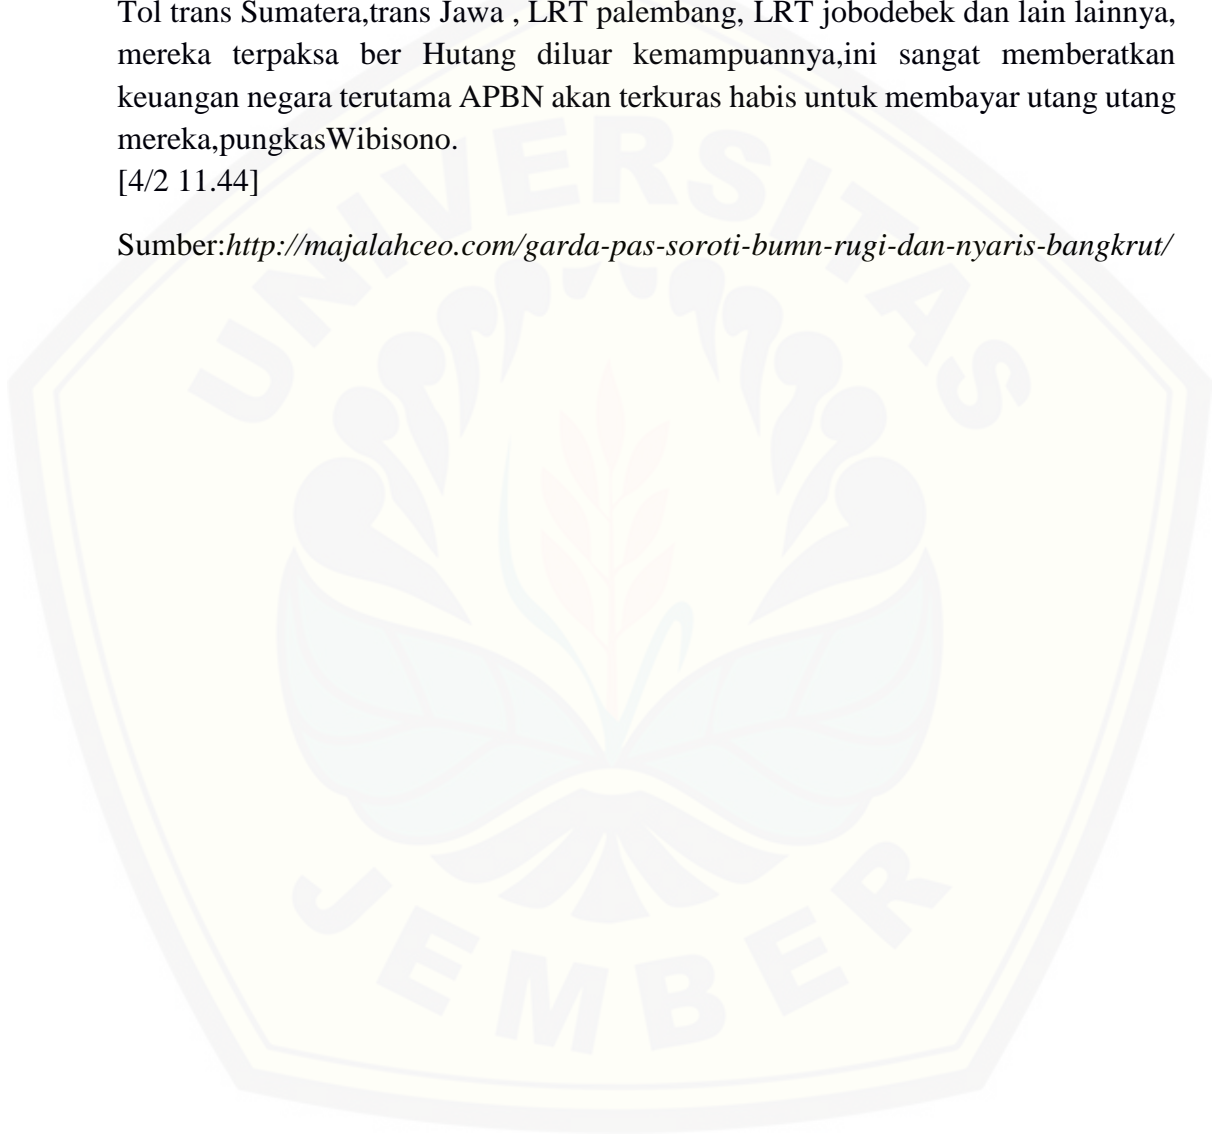 Tol trans Sumatera,trans Jawa , LRT palembang, LRT jobodebek dan lain lainnya,
mereka terpaksa ber Hutang diluar kemampuannya,ini sangat memberatkan
keuangan negara terutama APBN akan terkuras habis untuk membayar utang utang
mereka,pungkasWibisono.
[4/2 11.44]
Sumber:http://majalahceo.com/garda-pas-soroti-bumn-rugi-dan-nyaris-bangkrut/
UNIVERSITAS
JEMBER